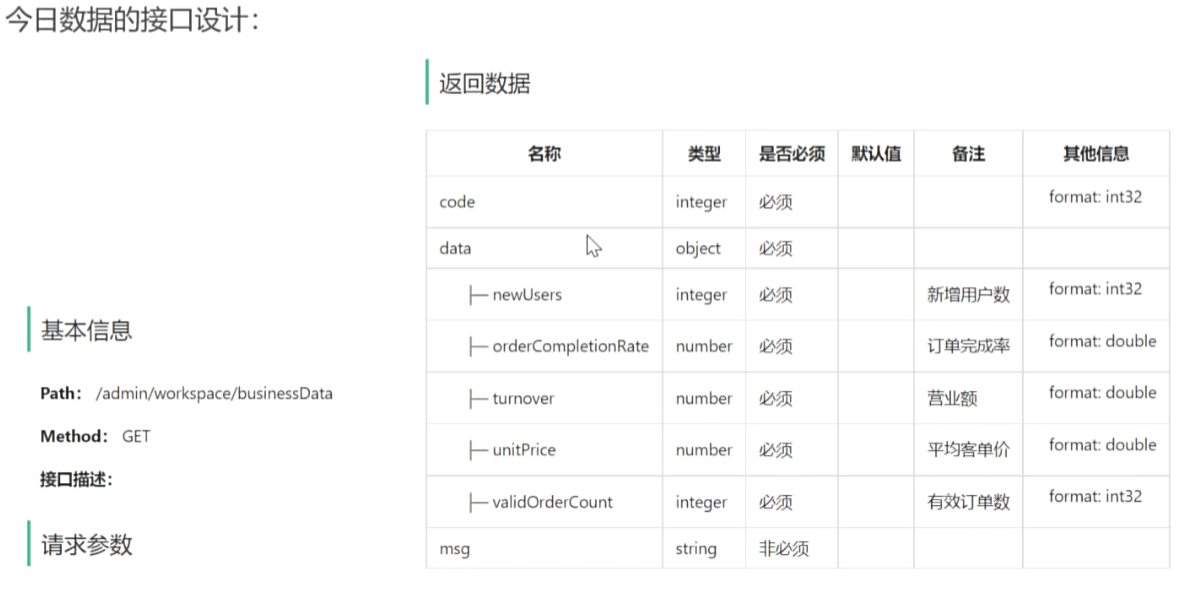 今日数据的接口设计：
基本信息
Path： /admin/workspace/businessData
Method： GET
接口描述：
请求参数
返回数据
名称 类型 是否必须 默认值 备注 其他信息
code integer 必须 format: int32
data object 必须
├─ newUsers integer 必须 新增用户数 format: int32
├─ orderCompletionRate number 必须 订单完成率 format: double
├─ turnover number 必须 营业额 format: double
├─ unitPrice number 必须 平均客单价 format: double
├─ validOrderCount integer 必须 有效订单数 format: int32
msg string 非必须